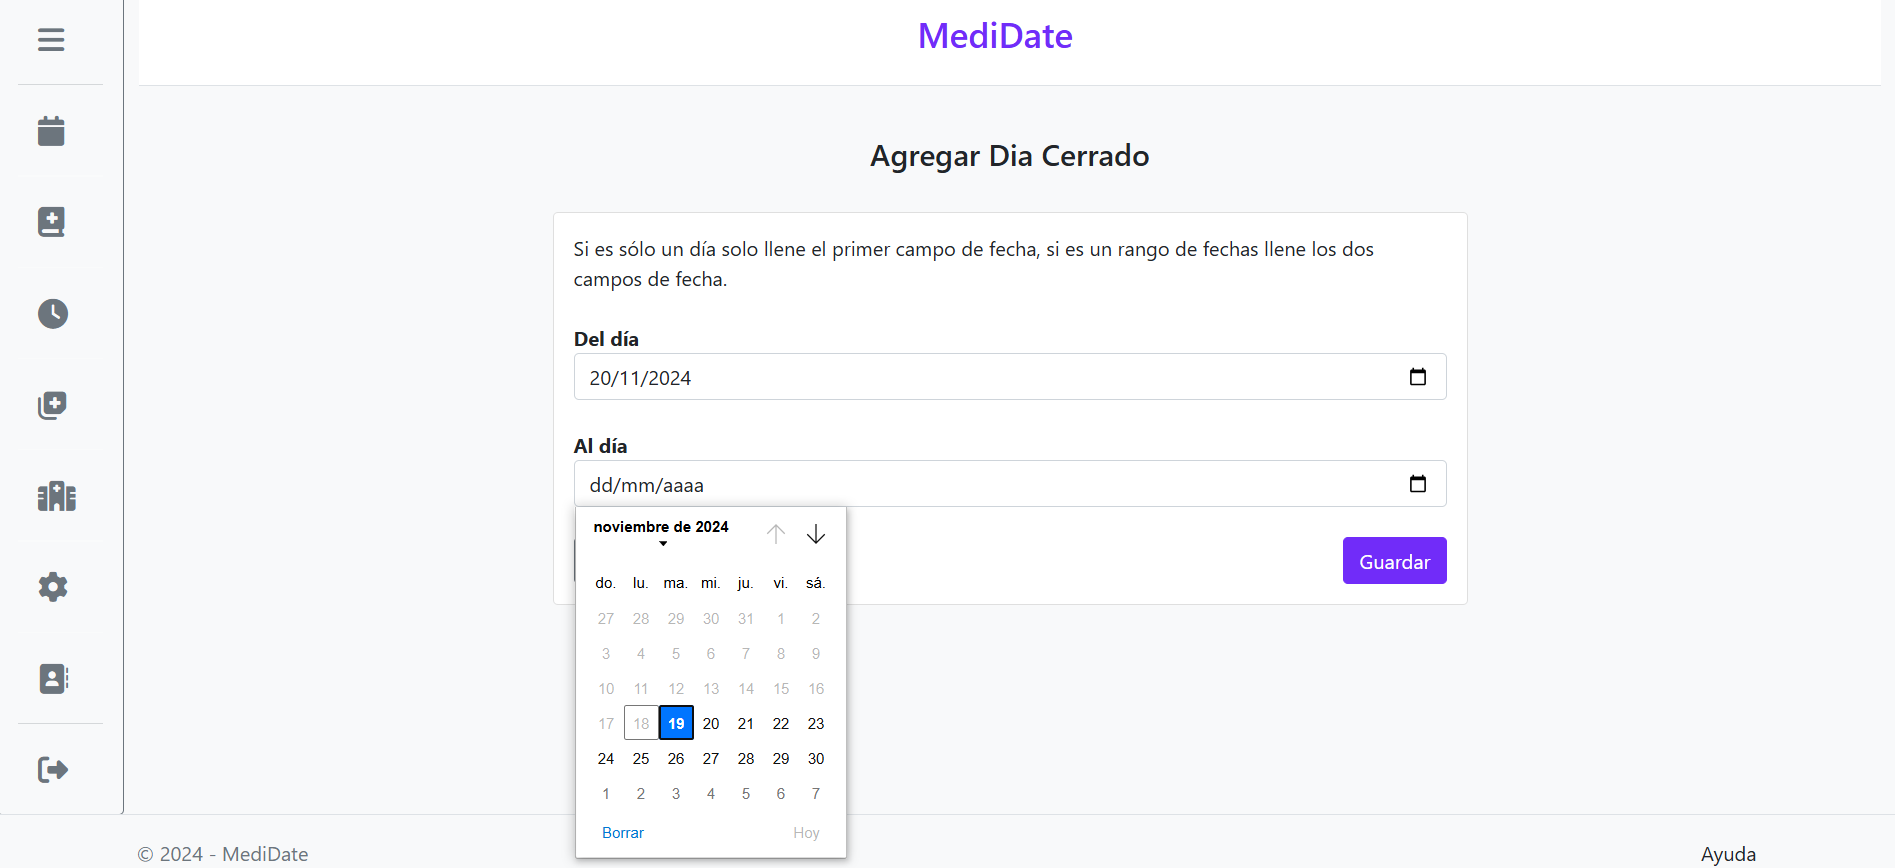 MediDate
Agregar Dia Cerrado
Si es sólo un día solo llene el primer campo de fecha, si es un rango de fechas llene los dos
campos de fecha.
Del día
20/11/2024
Al día
dd/mm/aaaa
noviembre de 2024
do. lu. ma. mi. ju. vi. sá.
27 28 29 30 31 1 2
3 4 5 6 7 8 9
10 11 12 13 14 15 16
17 18 19 20 21 22 23
24 25 26 27 28 29 30
1 2 3 4 5 6 7
Borrar Hoy
Guardar
© 2024 - MediDate
Ayuda